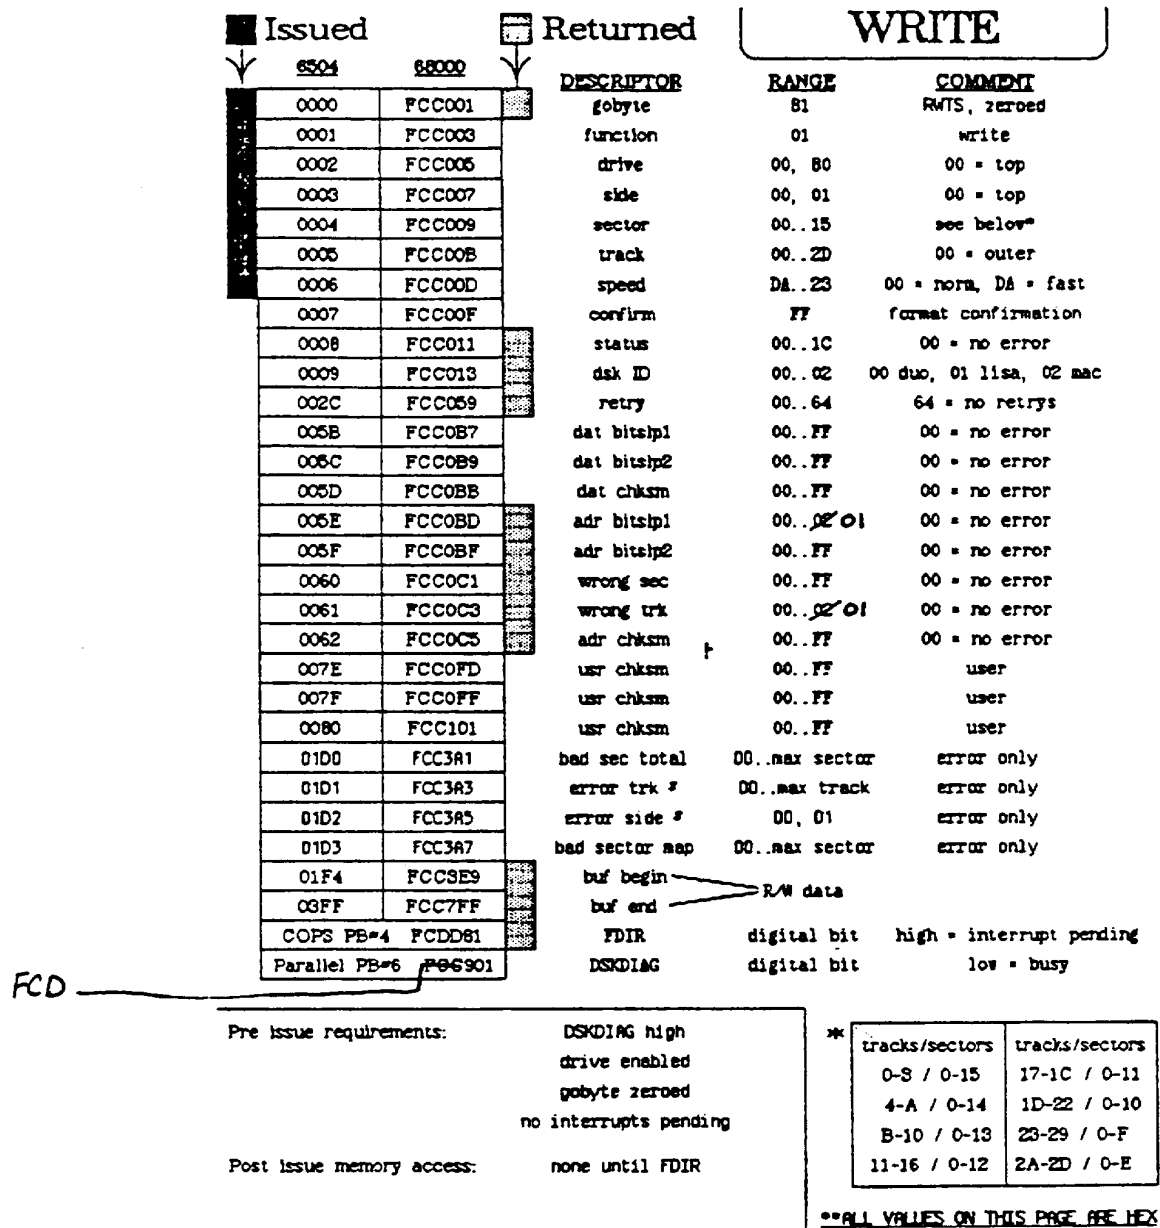 Issued Returned WRITE
6504 68000 DESCRIPTOR RANGE COMMENT
0000 FCC001 gobyte 81 RWTS, zeroed
0001 FCC003 function 01 write
0002 FCC005 drive 00, 80 00 = top
0003 FCC007 side 00, 01 00 = top
0004 FCC009 sector 00..15 see below*
0005 FCC00B track 00..2D 00 = outer
0006 FCC00D speed DA..23 00 = norm, DA = fast
0007 FCC00F confirm FF format confirmation
0008 FCC011 status 00..1C 00 = no error
0009 FCC013 dsk ID 00..02 00 duo, 01 lisa, 02 mac
002C FCC059 retry 00..64 64 = no retrys
005B FCC0B7 dat bitslp1 00..FF 00 = no error
005C FCC0B9 dat bitslp2 00..FF 00 = no error
005D FCC0BB dat chksm 00..FF 00 = no error
005E FCC0BD adr bitslp1 00..02 01 00 = no error
005F FCC0BF adr bitslp2 00..FF 00 = no error
0060 FCC0C1 wrong sec 00..FF 00 = no error
0061 FCC0C3 wrong trk 00..02 01 00 = no error
0062 FCC0C5 adr chksm 00..FF 00 = no error
007E FCC0FD usr chksm 00..FF user
007F FCC0FF usr chksm 00..FF user
0080 FCC101 usr chksm 00..FF user
01D0 FCC3A1 bad sec total 00..max sector error only
01D1 FCC3A3 error trk # 00..max track error only
01D2 FCC3A5 error side # 00, 01 error only
01D3 FCC3A7 bad sector map 00..max sector error only
01F4 FCC3E9 buf begin
R/W data
03FF FCC7FF buf end
COPS PB=4 FCDD81 FDIR digital bit high = interrupt pending
Parallel PB=6 FCC901 DSKDIAG digital bit low = busy
FCD
Pre issue requirements: DSKDIAG high
drive enabled
gobyte zeroed
no interrupts pending
Post issue memory access: none until FDIR
* tracks/sectors tracks/sectors
0-3 / 0-15 17-1C / 0-11
4-A / 0-14 1D-22 / 0-10
B-10 / 0-13 23-29 / 0-F
11-16 / 0-12 2A-2D / 0-E
**ALL VALUES ON THIS PAGE ARE HEX